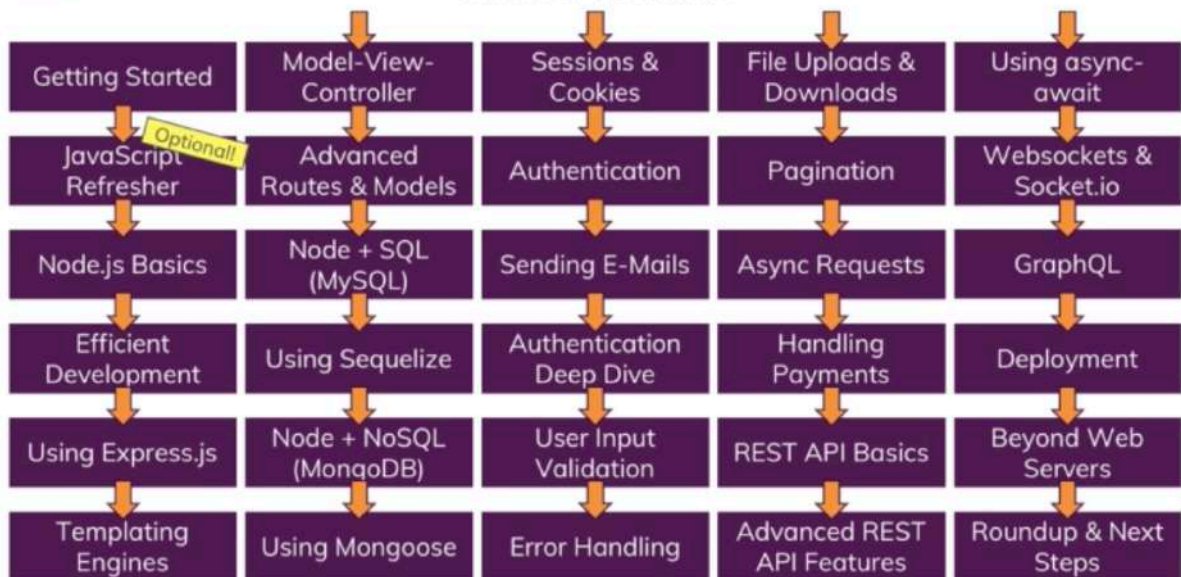 Getting Started
Optional!
JavaScript
Refresher
Node.js Basics
Efficient
Development
Using Express.js
Templating
Engines
Model-View-
Controller
Advanced
Routes & Models
Node + SQL
(MySQL)
Using Sequelize
Node + NoSQL
(MongoDB)
Using Mongoose
Sessions &
Cookies
Authentication
Sending E-Mails
Authentication
Deep Dive
User Input
Validation
Error Handling
File Uploads &
Downloads
Pagination
Async Requests
Handling
Payments
REST API Basics
Advanced REST
API Features
Using async-
await
Websockets &
Socket.io
GraphQL
Deployment
Beyond Web
Servers
Roundup & Next
Steps